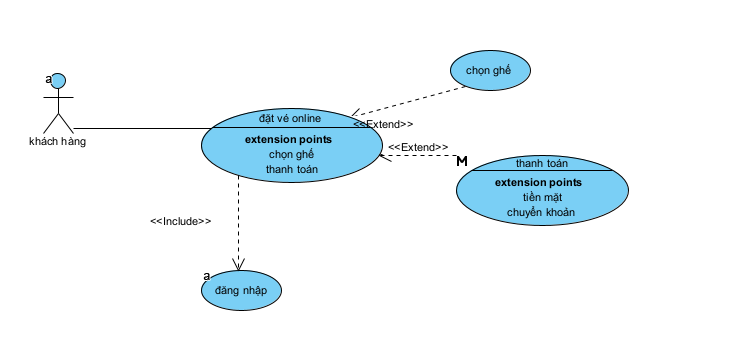 chọn ghế
a
khách hàng
đặt vé online
<<Extend>>
extension points
chọn ghế
thanh toán
<<Extend>>
M
thanh toán
extension points
tiền mặt
chuyển khoản
<<Include>>
a
đăng nhập